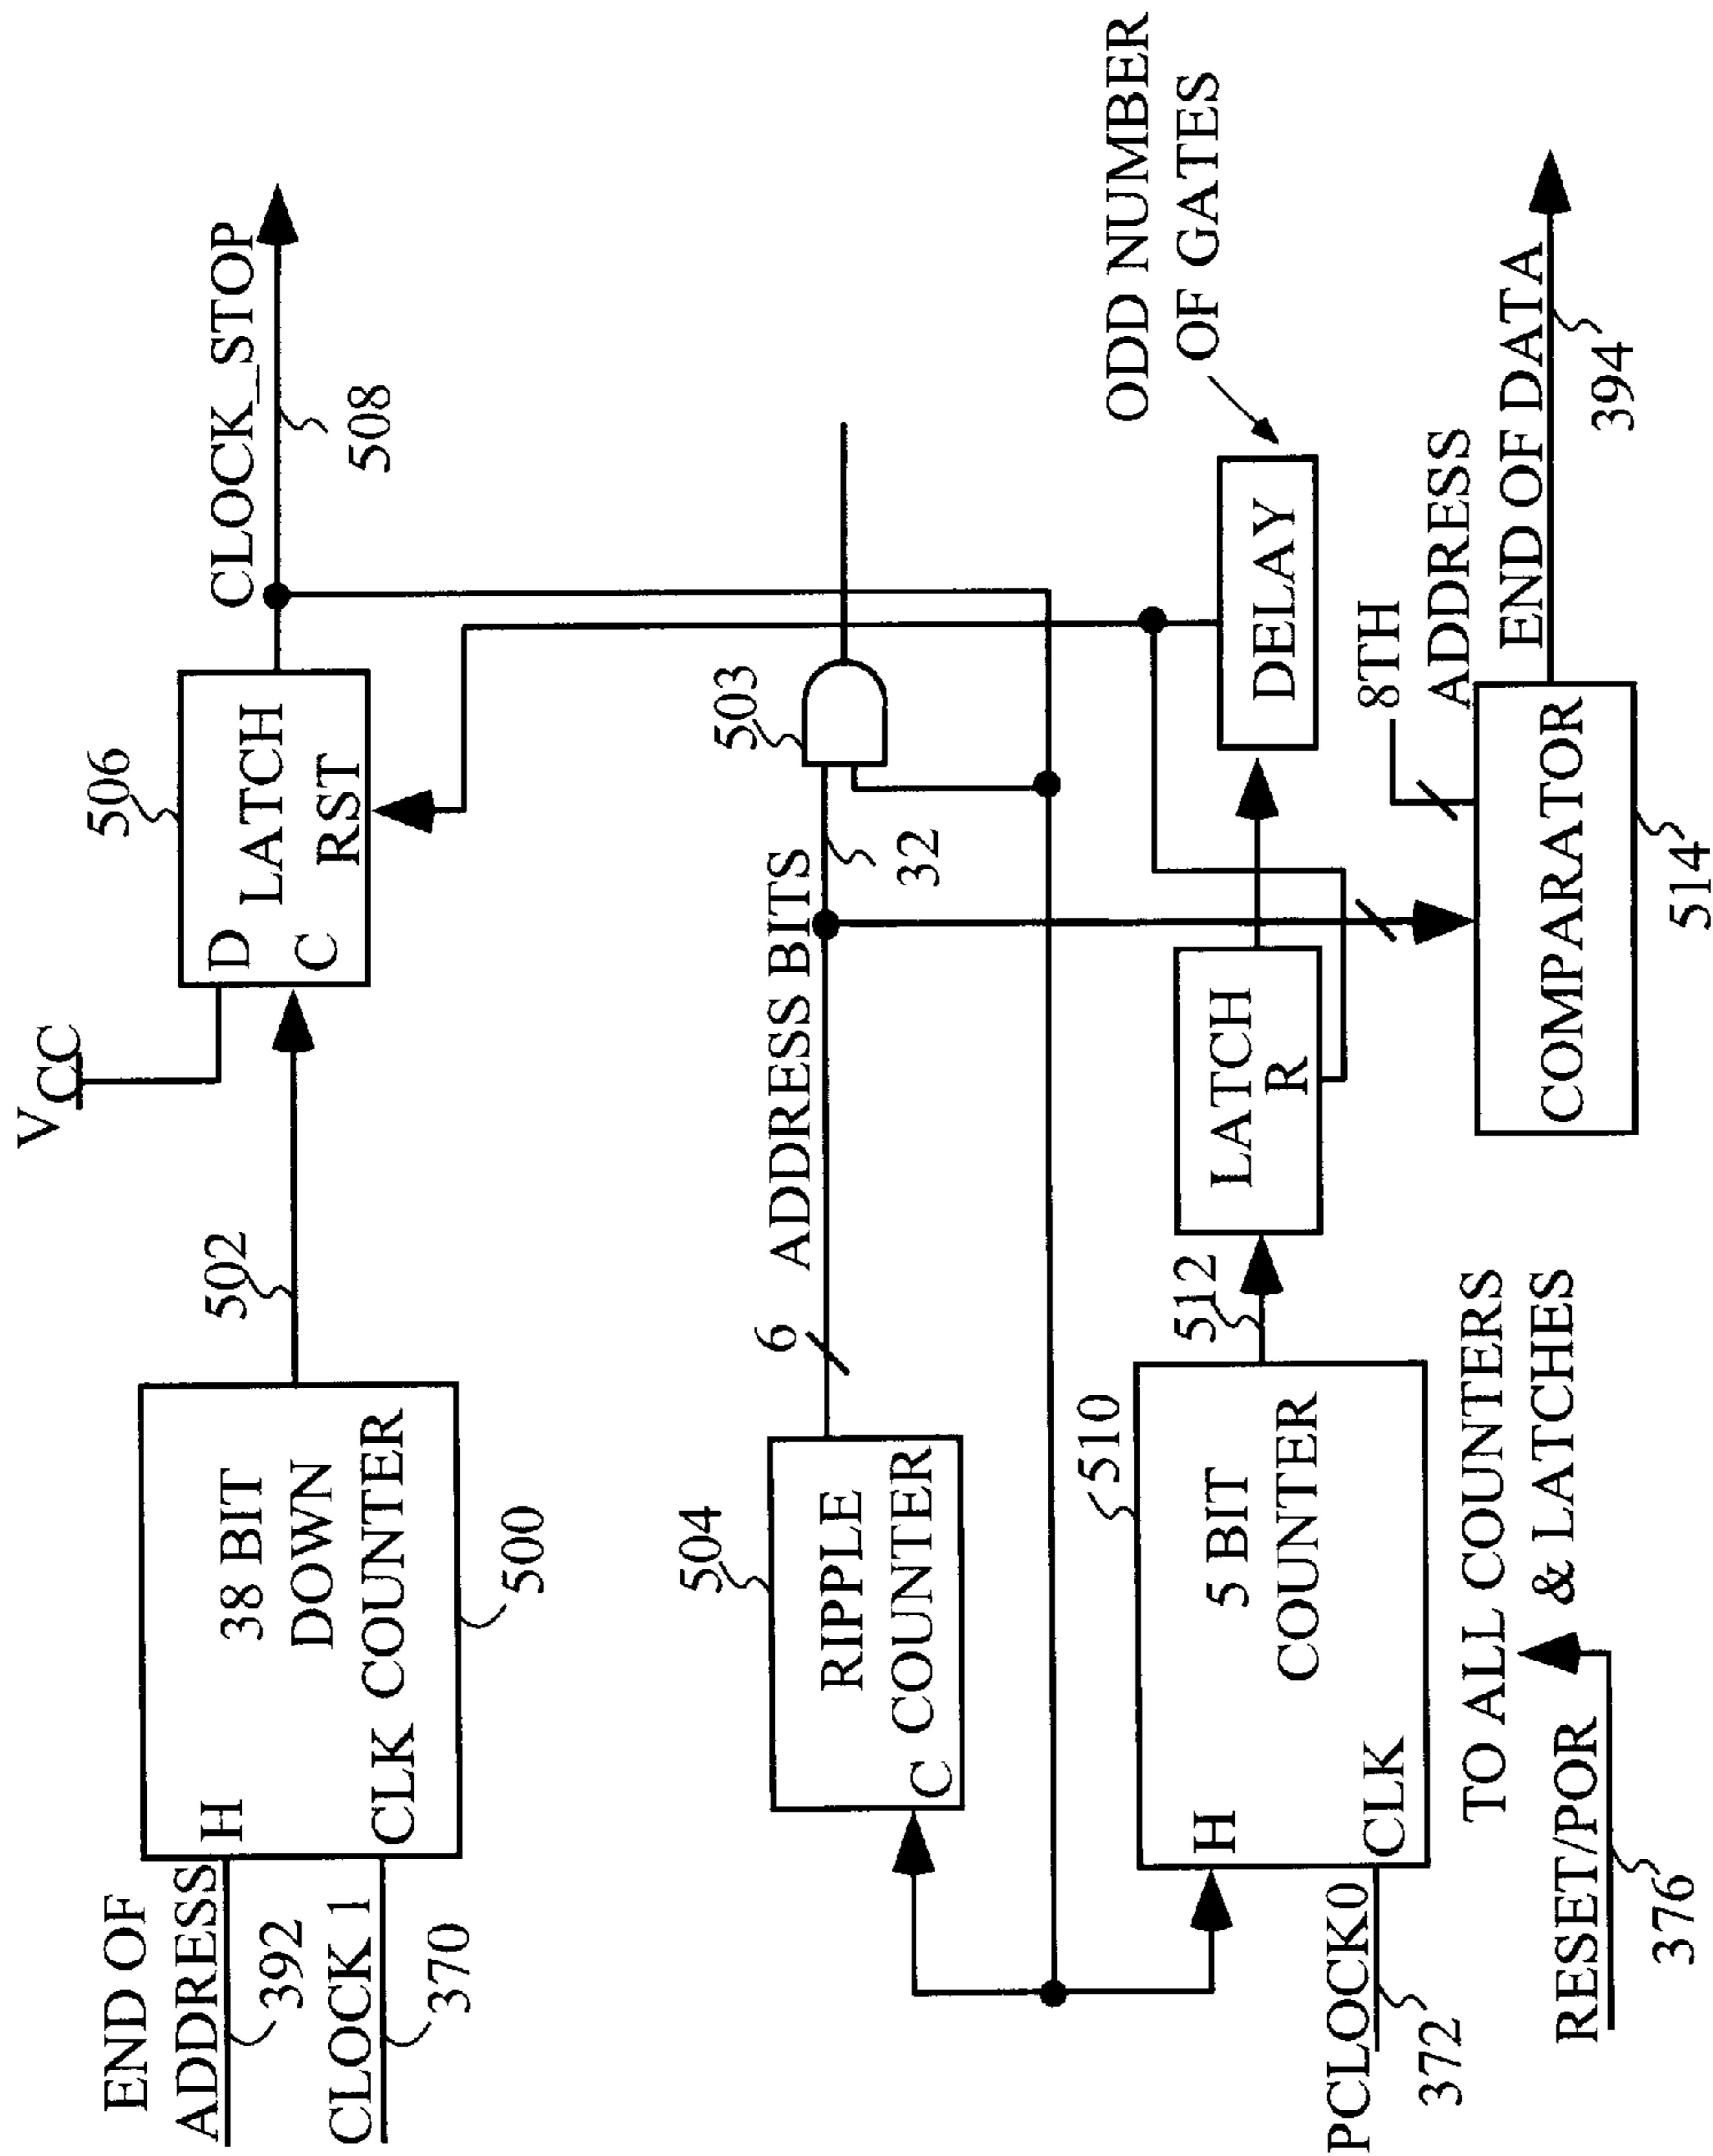 END OF
ADDRESS
392
CLOCK 1
370
H
CLK
38 BIT
DOWN
COUNTER
500
502
VCC
D
C
LATCH
RST
506
CLOCK_STOP
508
504
RIPPLE
COUNTER
C
6
ADDRESS BITS
32
503
510
H
CLK
5 BIT
COUNTER
PCLOCK0
372
512
LATCH
R
DELAY
ODD NUMBER
OF GATES
TO ALL COUNTERS
& LATCHES
RESET/POR
376
8TH
ADDRESS
COMPARATOR
514
END OF DATA
394